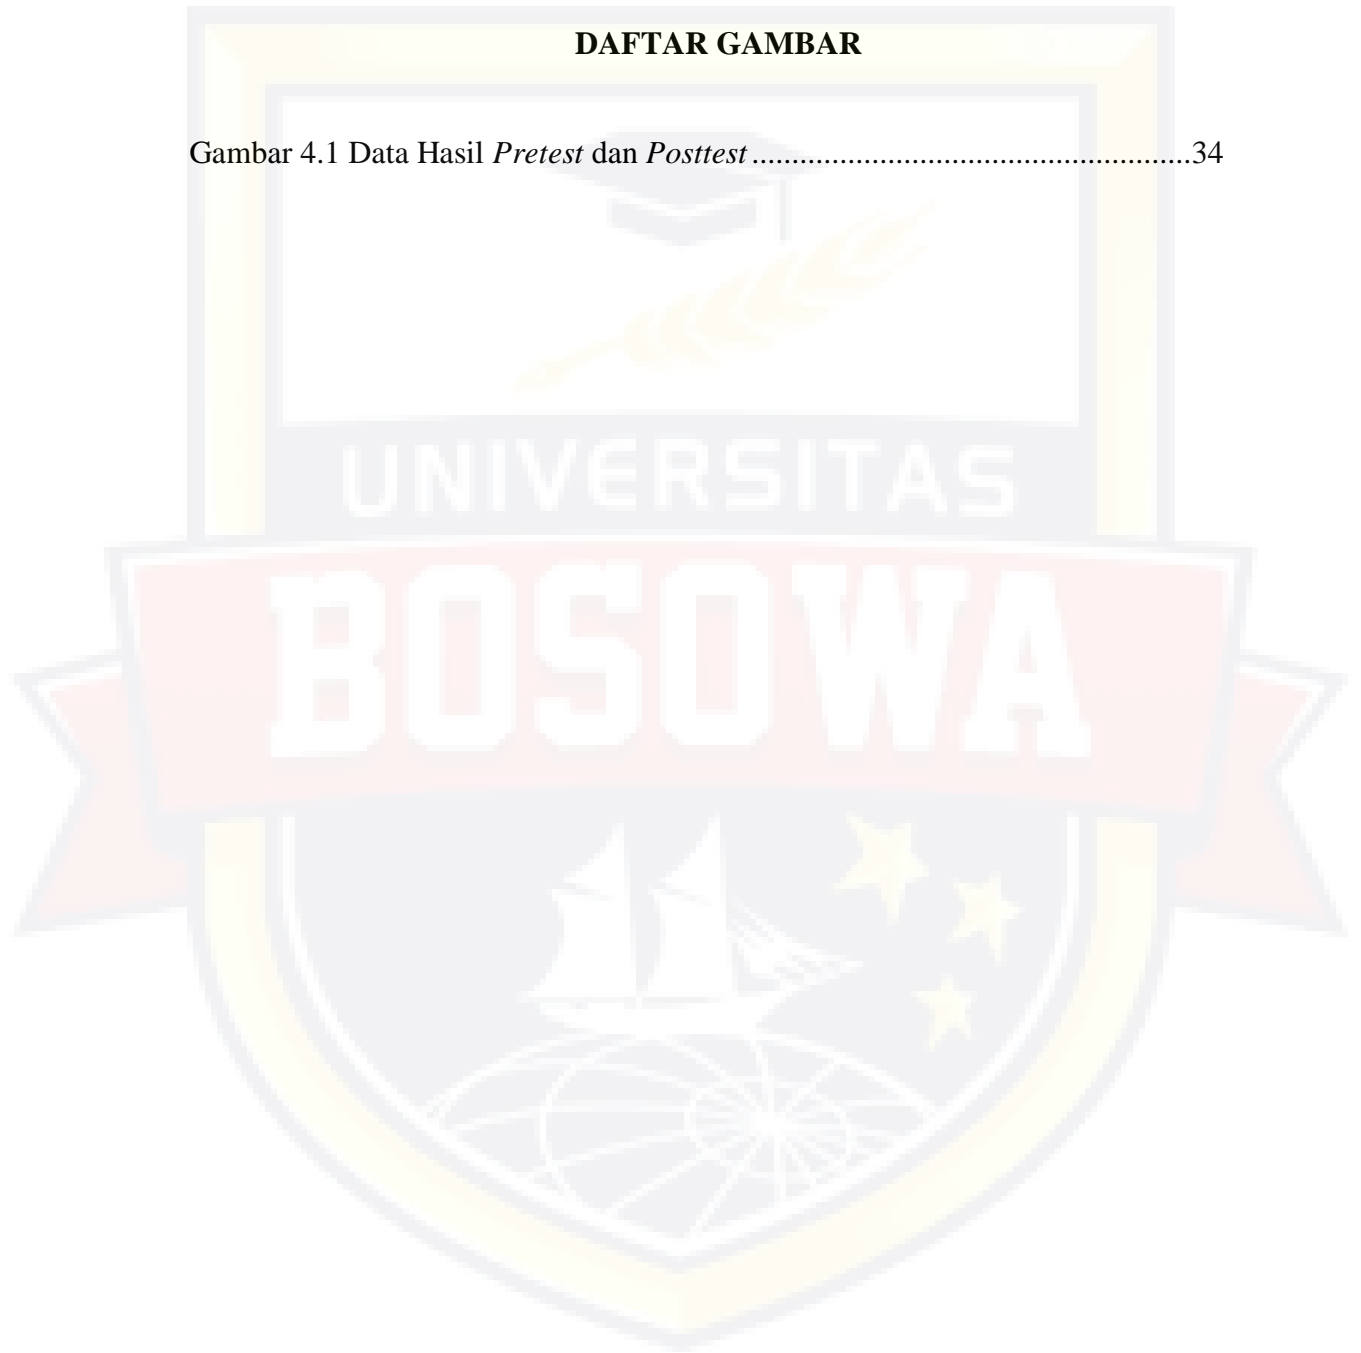 DAFTAR GAMBAR
Gambar 4.1 Data Hasil Pretest dan Posttest.......................................................34
UNIVERSITAS
BOSOWA